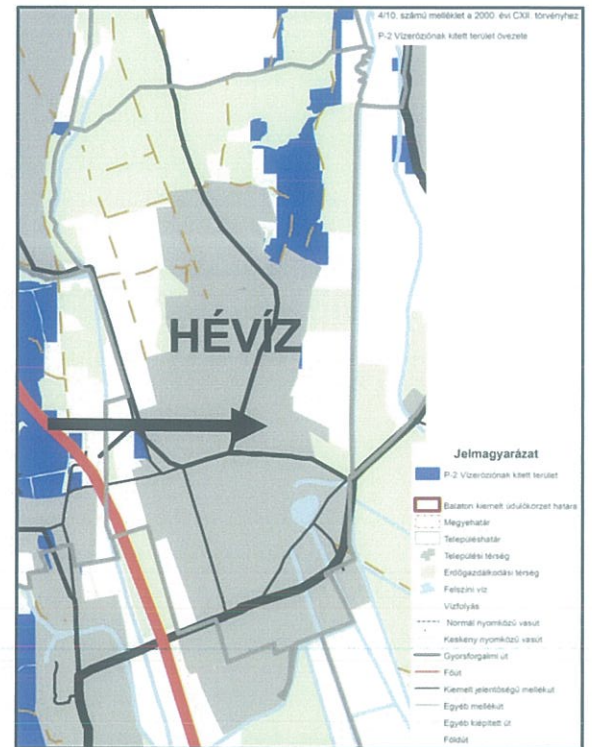 4/10. számú melléklet a 2000. évi CXII. törvényhez
P-2 Vízeróziónak kitett terület övezete
HÉVÍZ
Jelmagyarázat
P-2 Vízeróziónak kitett terület
Balaton kiemelt üdülőkörzet határa
Megyehatár
Településhatár
Települési térség
Erdőgazdálkodási térség
Felszíni víz
Vízfolyás
Normál nyomközű vasút
Keskeny nyomközű vasút
Gyorsforgalmi út
Főút
Kiemelt jelentőségű mellékút
Egyéb mellékút
Egyéb kiépített út
Földút